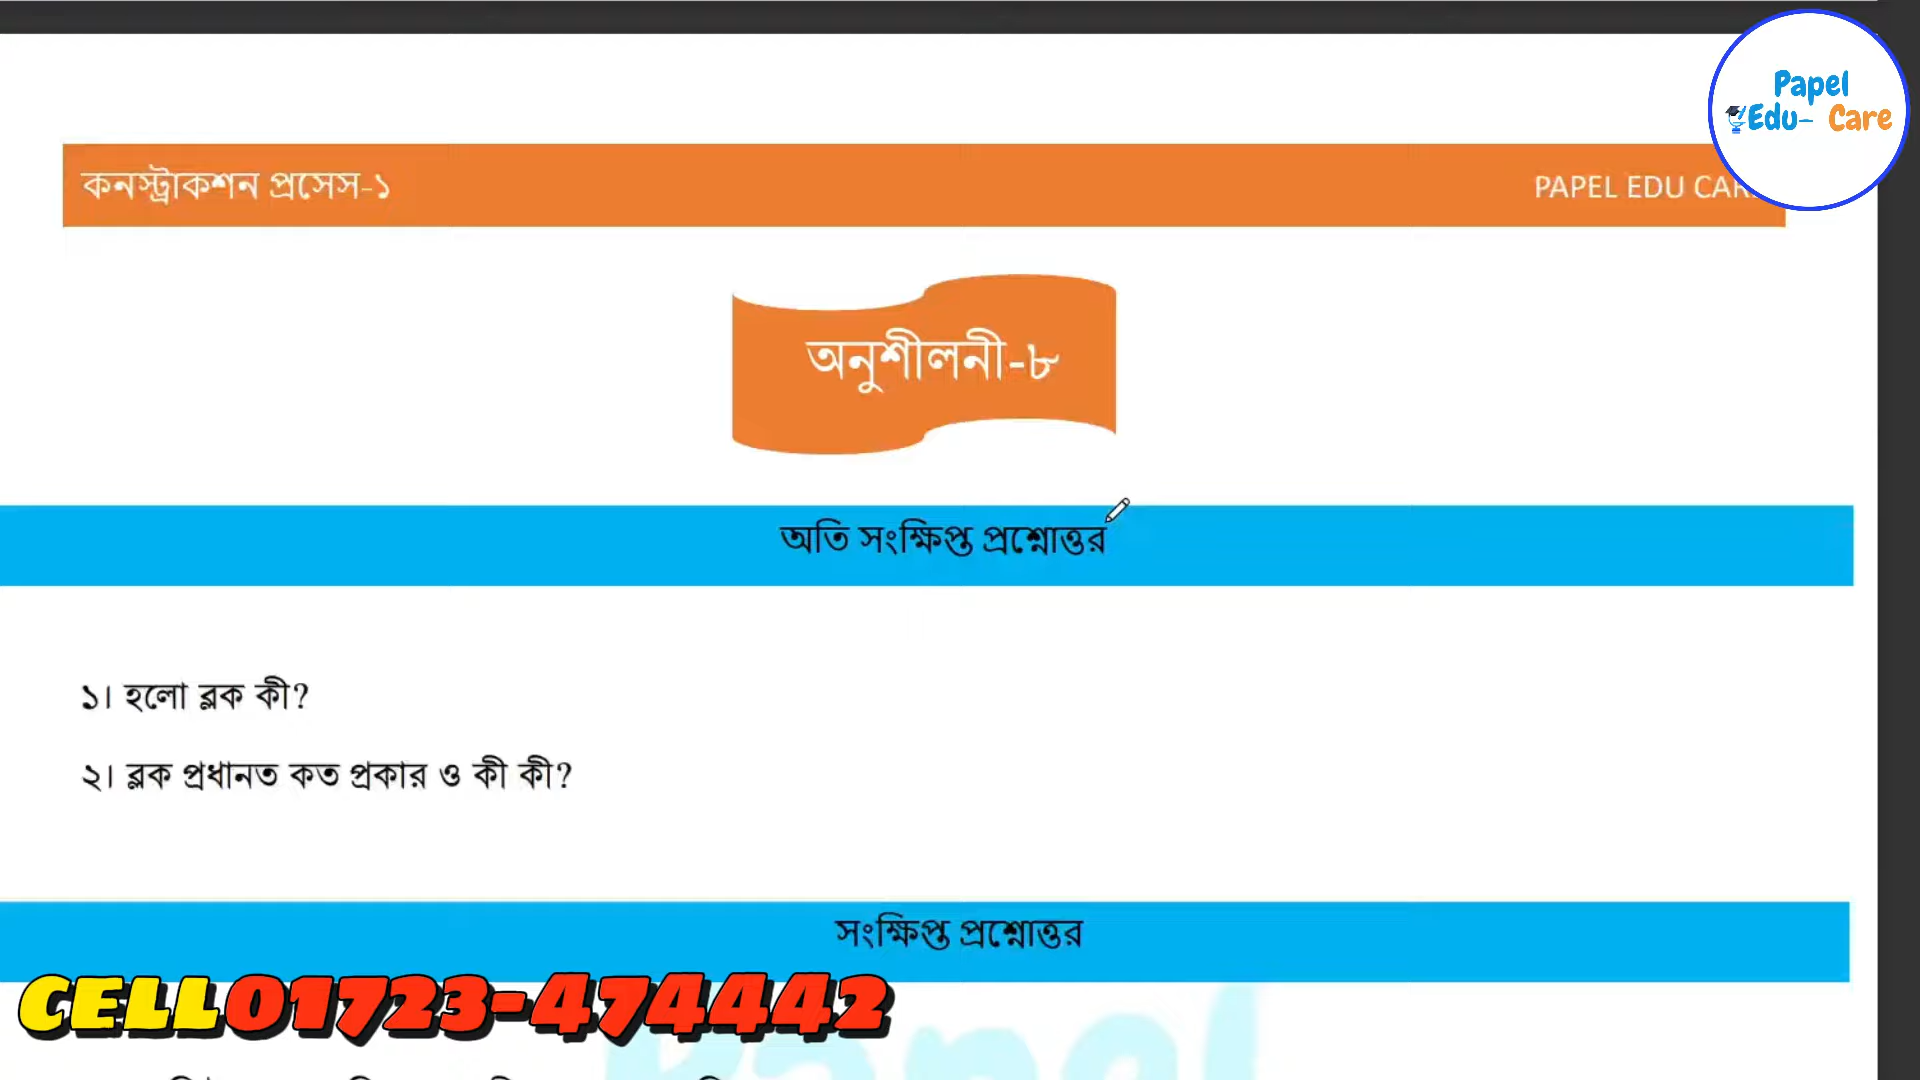 Papel
Edu- Care
কনস্ট্রাকশন প্রসেস-১
PAPEL EDU CAR
অনুশীলনী-৮
অতি সংক্ষিপ্ত প্রশ্নোত্তর
১। হলো ব্লক কী?
২। ব্লক প্রধানত কত প্রকার ও কী কী?
সংক্ষিপ্ত প্রশ্নোত্তর
CELL01723-474442
Papel